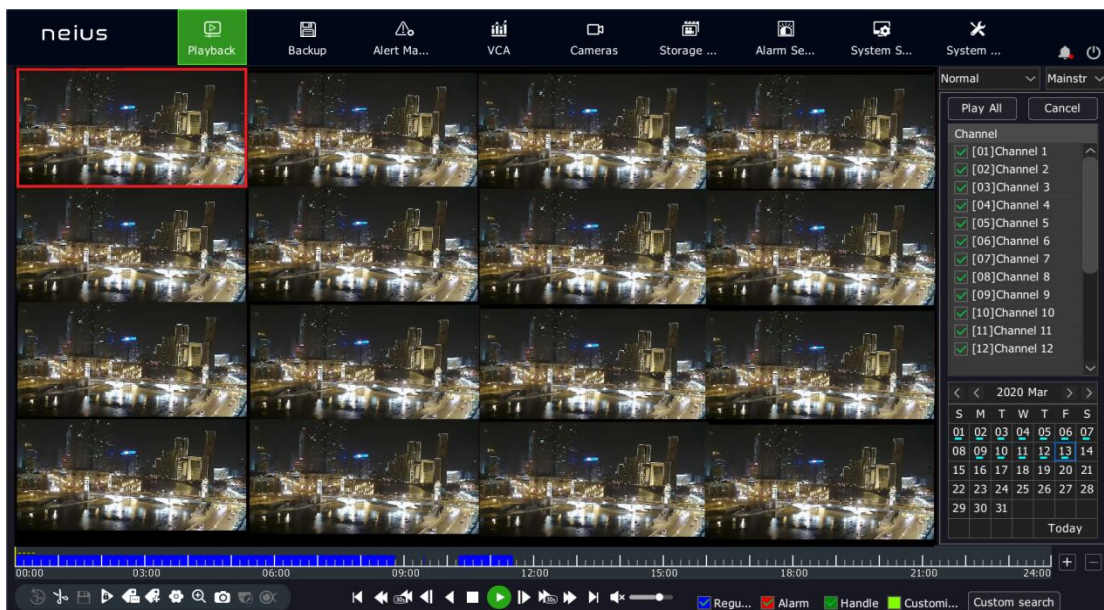 neius
Playback Backup Alert Ma... VCA Cameras Storage ... Alarm Se... System S... System ...
Normal Mainstr
Play All Cancel
Channel
[01]Channel 1
[02]Channel 2
[03]Channel 3
[04]Channel 4
[05]Channel 5
[06]Channel 6
[07]Channel 7
[08]Channel 8
[09]Channel 9
[10]Channel 10
[11]Channel 11
[12]Channel 12
2020 Mar
S M T W T F S
01 02 03 04 05 06 07
08 09 10 11 12 13 14
15 16 17 18 19 20 21
22 23 24 25 26 27 28
29 30 31
Today
00:00 03:00 06:00 09:00 12:00 15:00 18:00 21:00 24:00
30s 30s
Regu... Alarm Handle Customi... Custom search